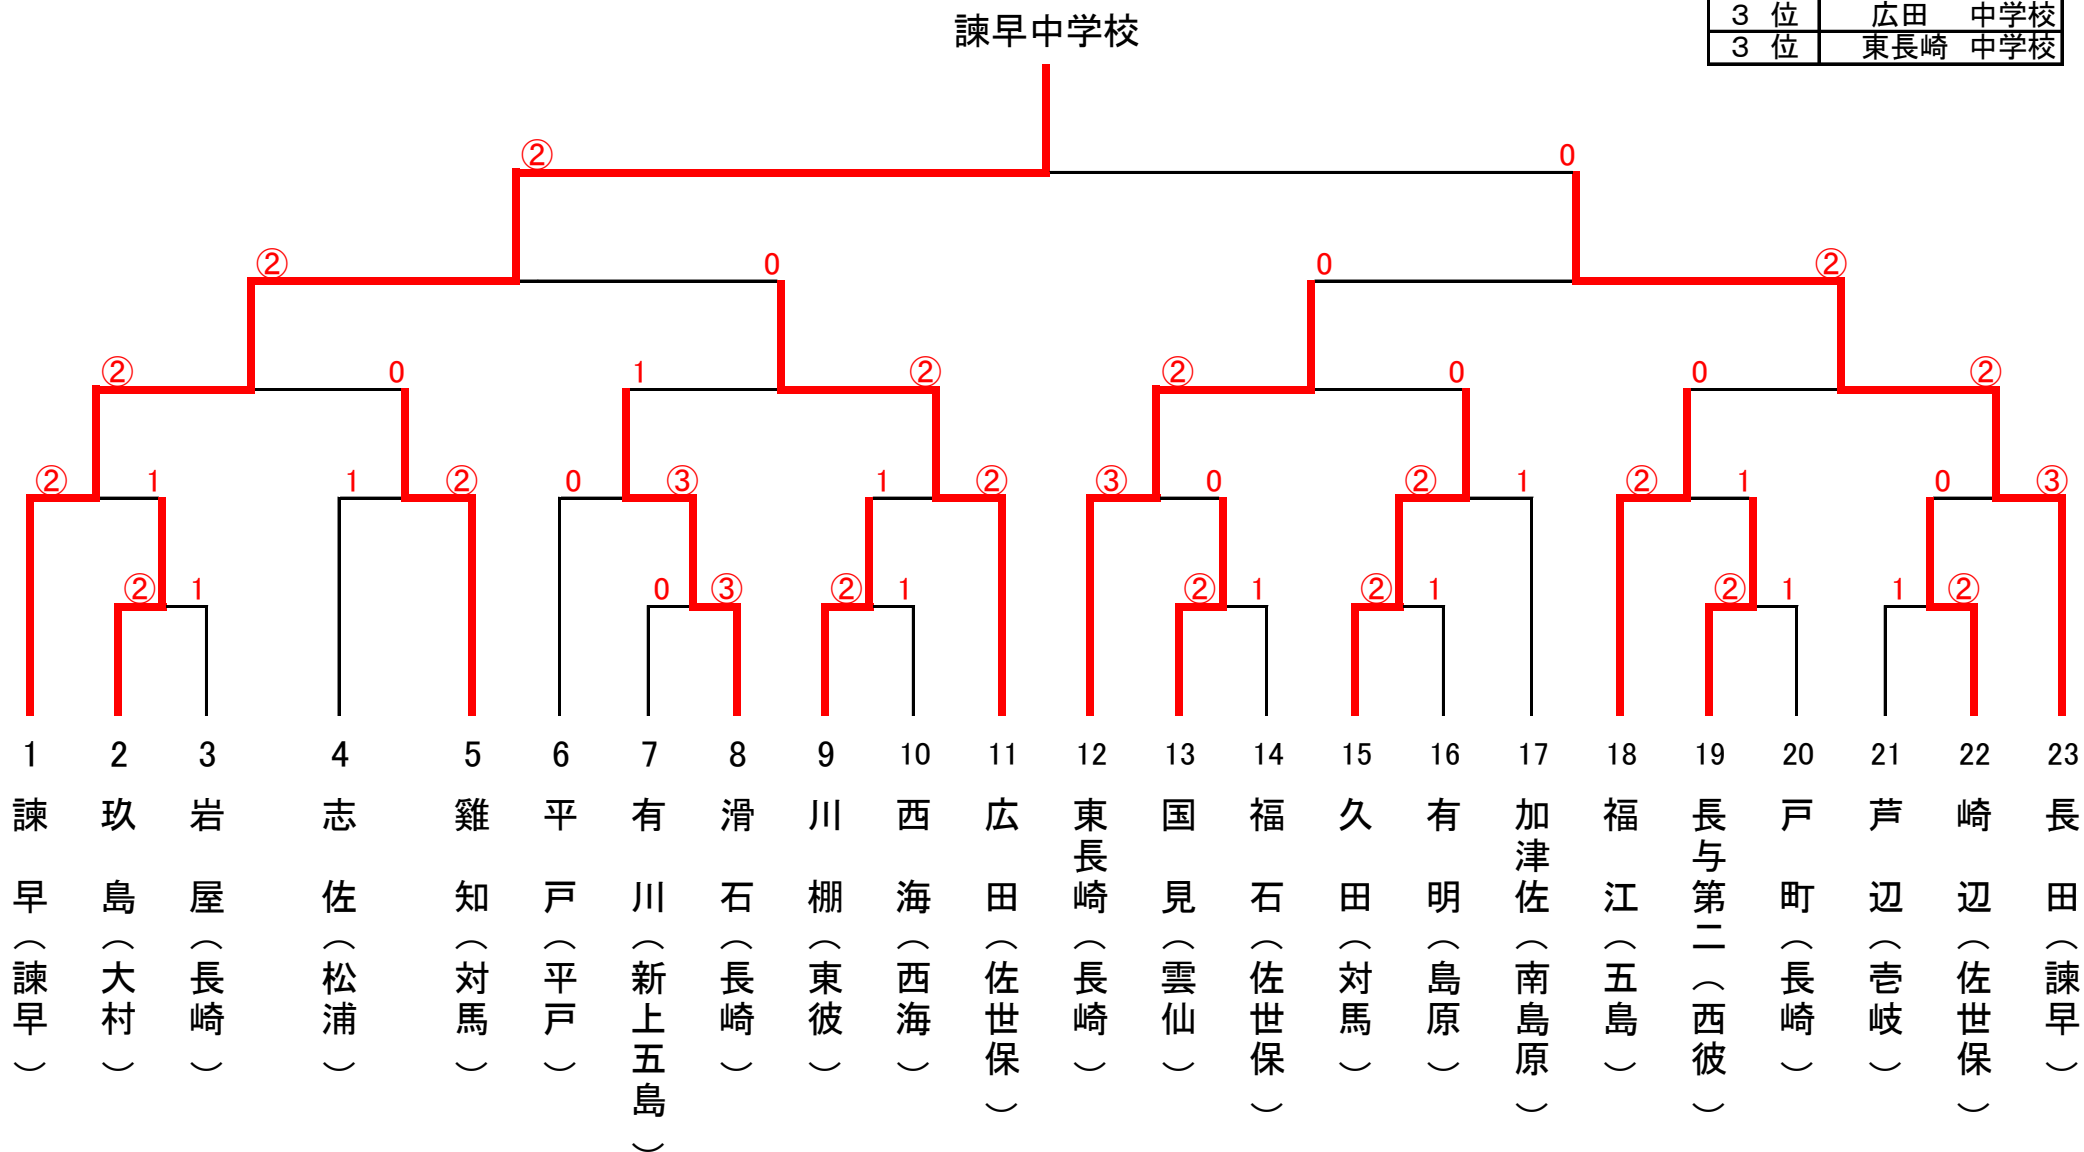 ３ 位 広田 中学校
３ 位 東長崎 中学校
諫早中学校
② 0
② 0 0 ②
② 0 1 ② ② 0 0 ②
② 1 1 ② 0 ③ 1 ② ③ 0 ② 1 ② 1 0 ③
② 1 0 ③ ② 1 ② 1 ② 1 ② 1 1 ②
1 2 3 4 5 6 7 8 9 10 11 12 13 14 15 16 17 18 19 20 21 22 23
諫早（諫早）
玖島（大村）
岩屋（長崎）
志佐（松浦）
雞知（対馬）
平戸（平戸）
有川（新上五島）
滑石（長崎）
川棚（東彼）
西海（西海）
広田（佐世保）
東長崎（長崎）
国見（雲仙）
福石（佐世保）
久田（対馬）
有明（島原）
加津佐（南島原）
福江（五島）
長与第二（西彼）
戸町（長崎）
芦辺（壱岐）
崎辺（佐世保）
長田（諫早）